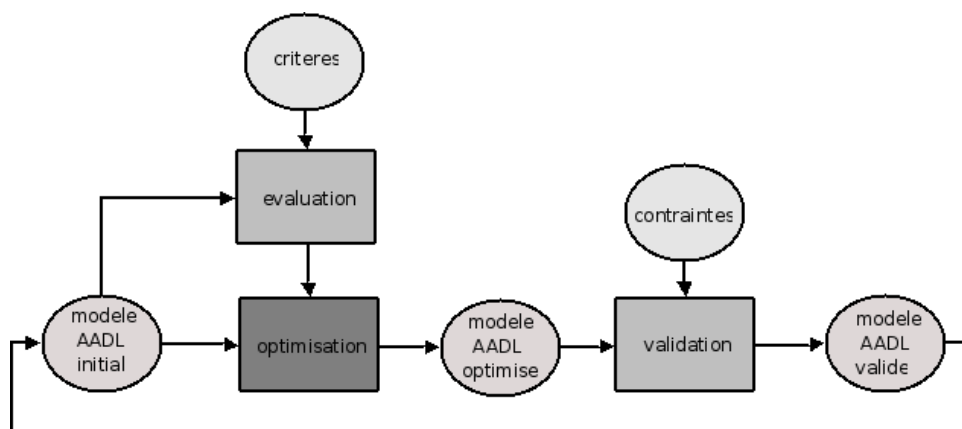 criteres
evaluation
contraintes
modele
AADL
initial
optimisation
modele
AADL
optimise
validation
modele
AADL
valide